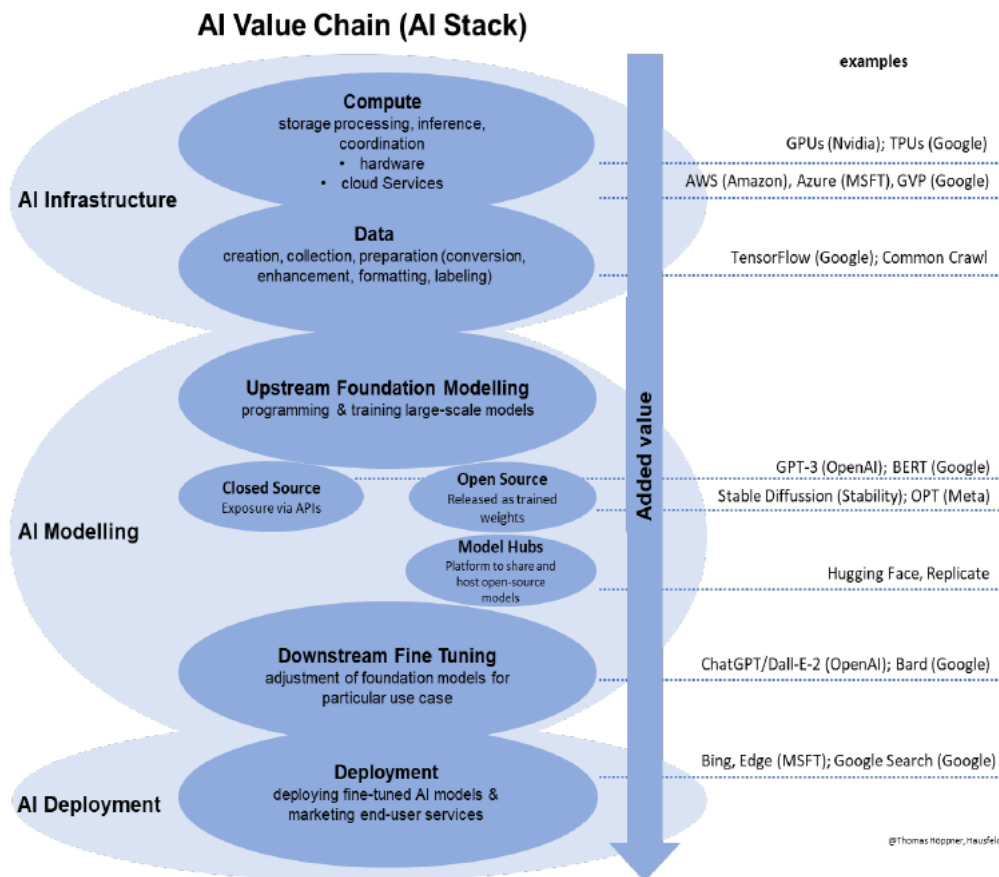 AI Value Chain (AI Stack)
examples
Compute
storage processing, inference,
coordination
• hardware
• cloud Services
GPUs (Nvidia); TPUs (Google)
AWS (Amazon), Azure (MSFT), GVP (Google)
AI Infrastructure
Data
creation, collection, preparation (conversion,
enhancement, formatting, labeling)
TensorFlow (Google); Common Crawl
Upstream Foundation Modelling
programming & training large-scale models
Added value
GPT-3 (OpenAI); BERT (Google)
Closed Source
Exposure via APIs
Open Source
Released as trained
weights
Stable Diffussion (Stability); OPT (Meta)
AI Modelling
Model Hubs
Platform to share and
host open-source
models
Hugging Face, Replicate
Downstream Fine Tuning
adjustment of foundation models for
particular use case
ChatGPT/Dall-E-2 (OpenAI); Bard (Google)
Deployment
deploying fine-tuned AI models &
marketing end-user services
Bing, Edge (MSFT); Google Search (Google)
AI Deployment
@Thomas Höppner, Hausfeld